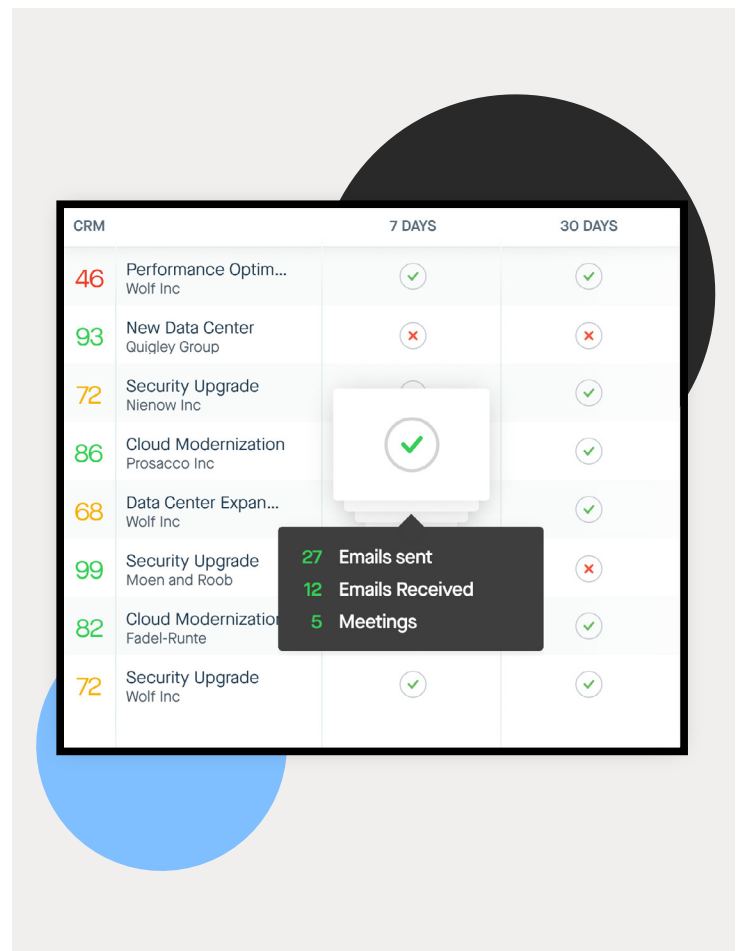 CRM 7 DAYS 30 DAYS
46 Performance Optim...
Wolf Inc
93 New Data Center
Quigley Group
72 Security Upgrade
Nienow Inc
86 Cloud Modernization
Prosacco Inc
68 Data Center Expan...
Wolf Inc
99 Security Upgrade
Moen and Roob
82 Cloud Modernization
Fadel-Runte
72 Security Upgrade
Wolf Inc
27 Emails sent
12 Emails Received
5 Meetings